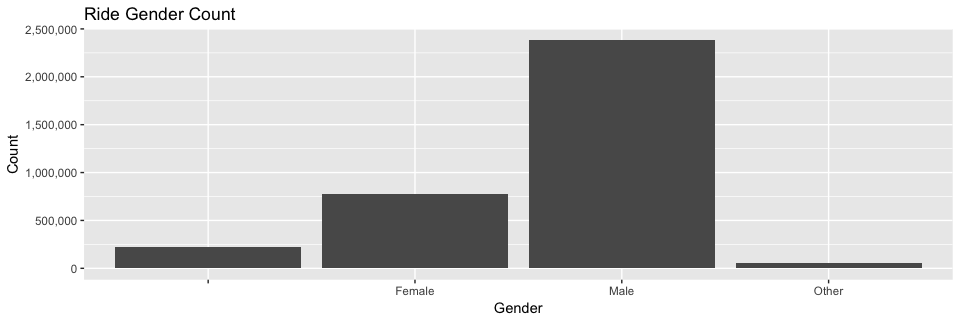 Ride Gender Count
2,500,000
2,000,000
1,500,000
1,000,000
500,000
0
Count
Female Male Other
Gender